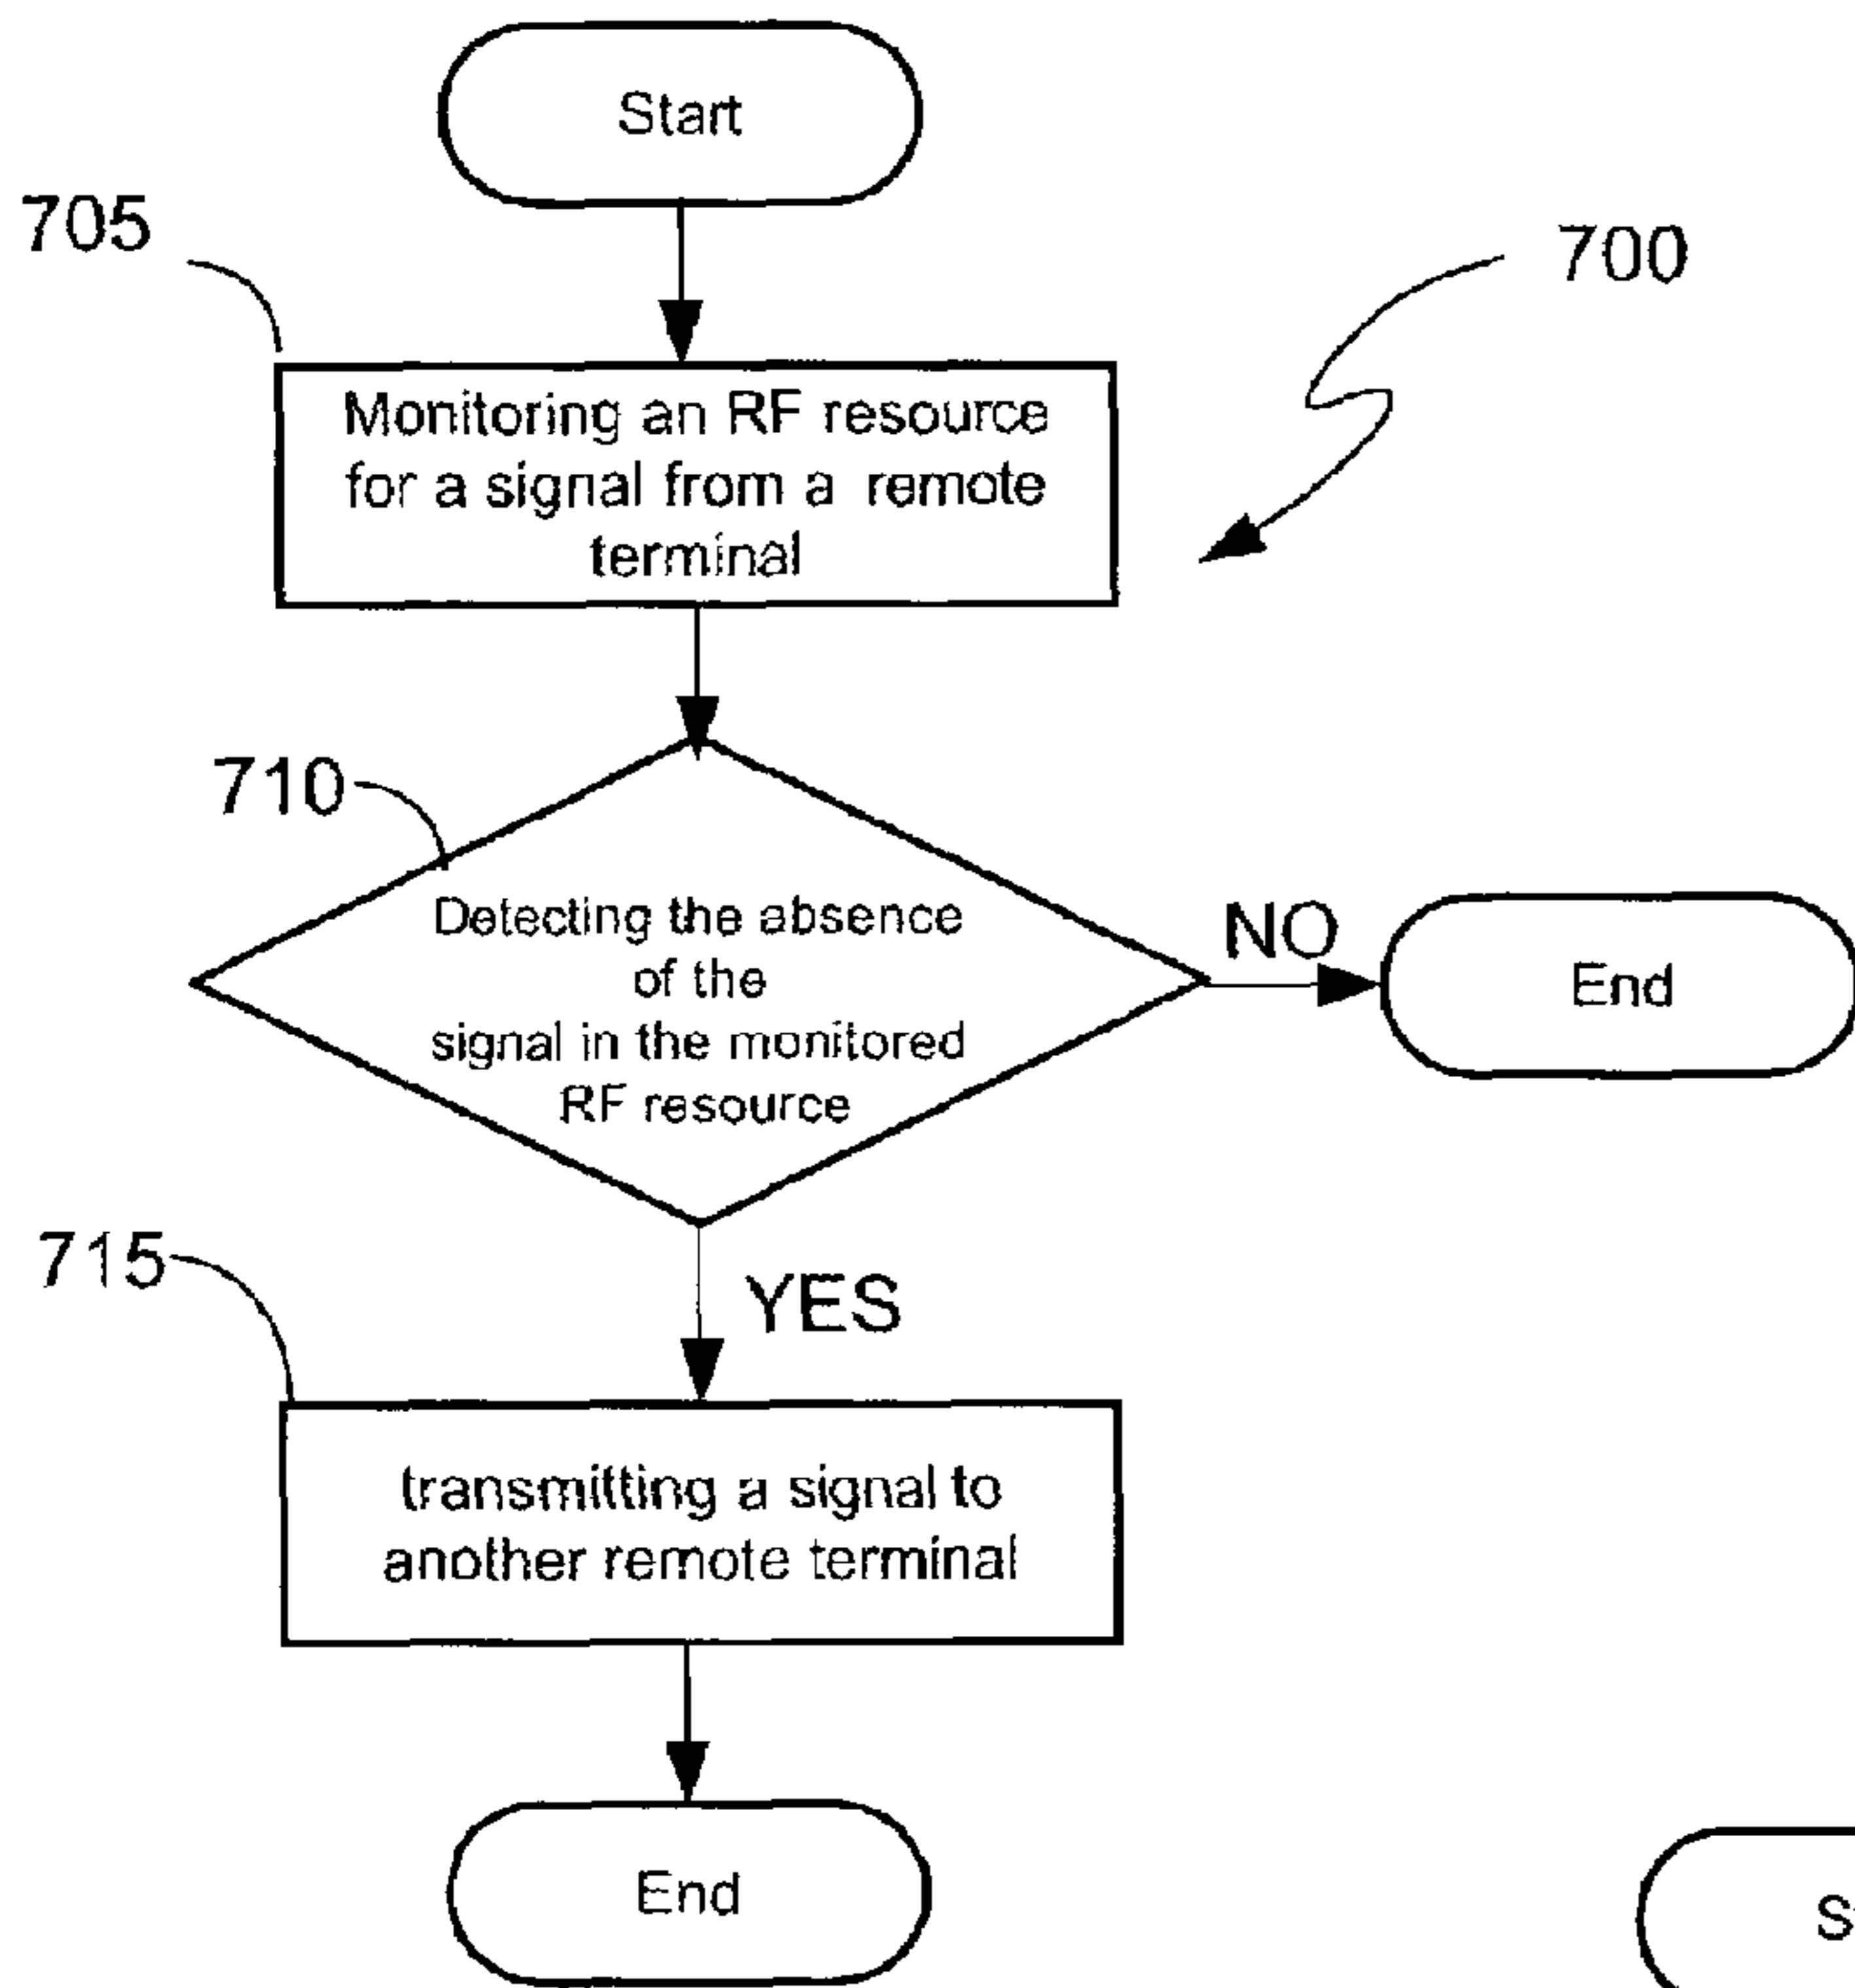 Start
705
700
Monitoring an RF resource
for a signal from a remote
terminal
710
Detecting the absence
of the
signal in the monitored
RF resource
NO
End
715
YES
transmitting a signal to
another remote terminal
End